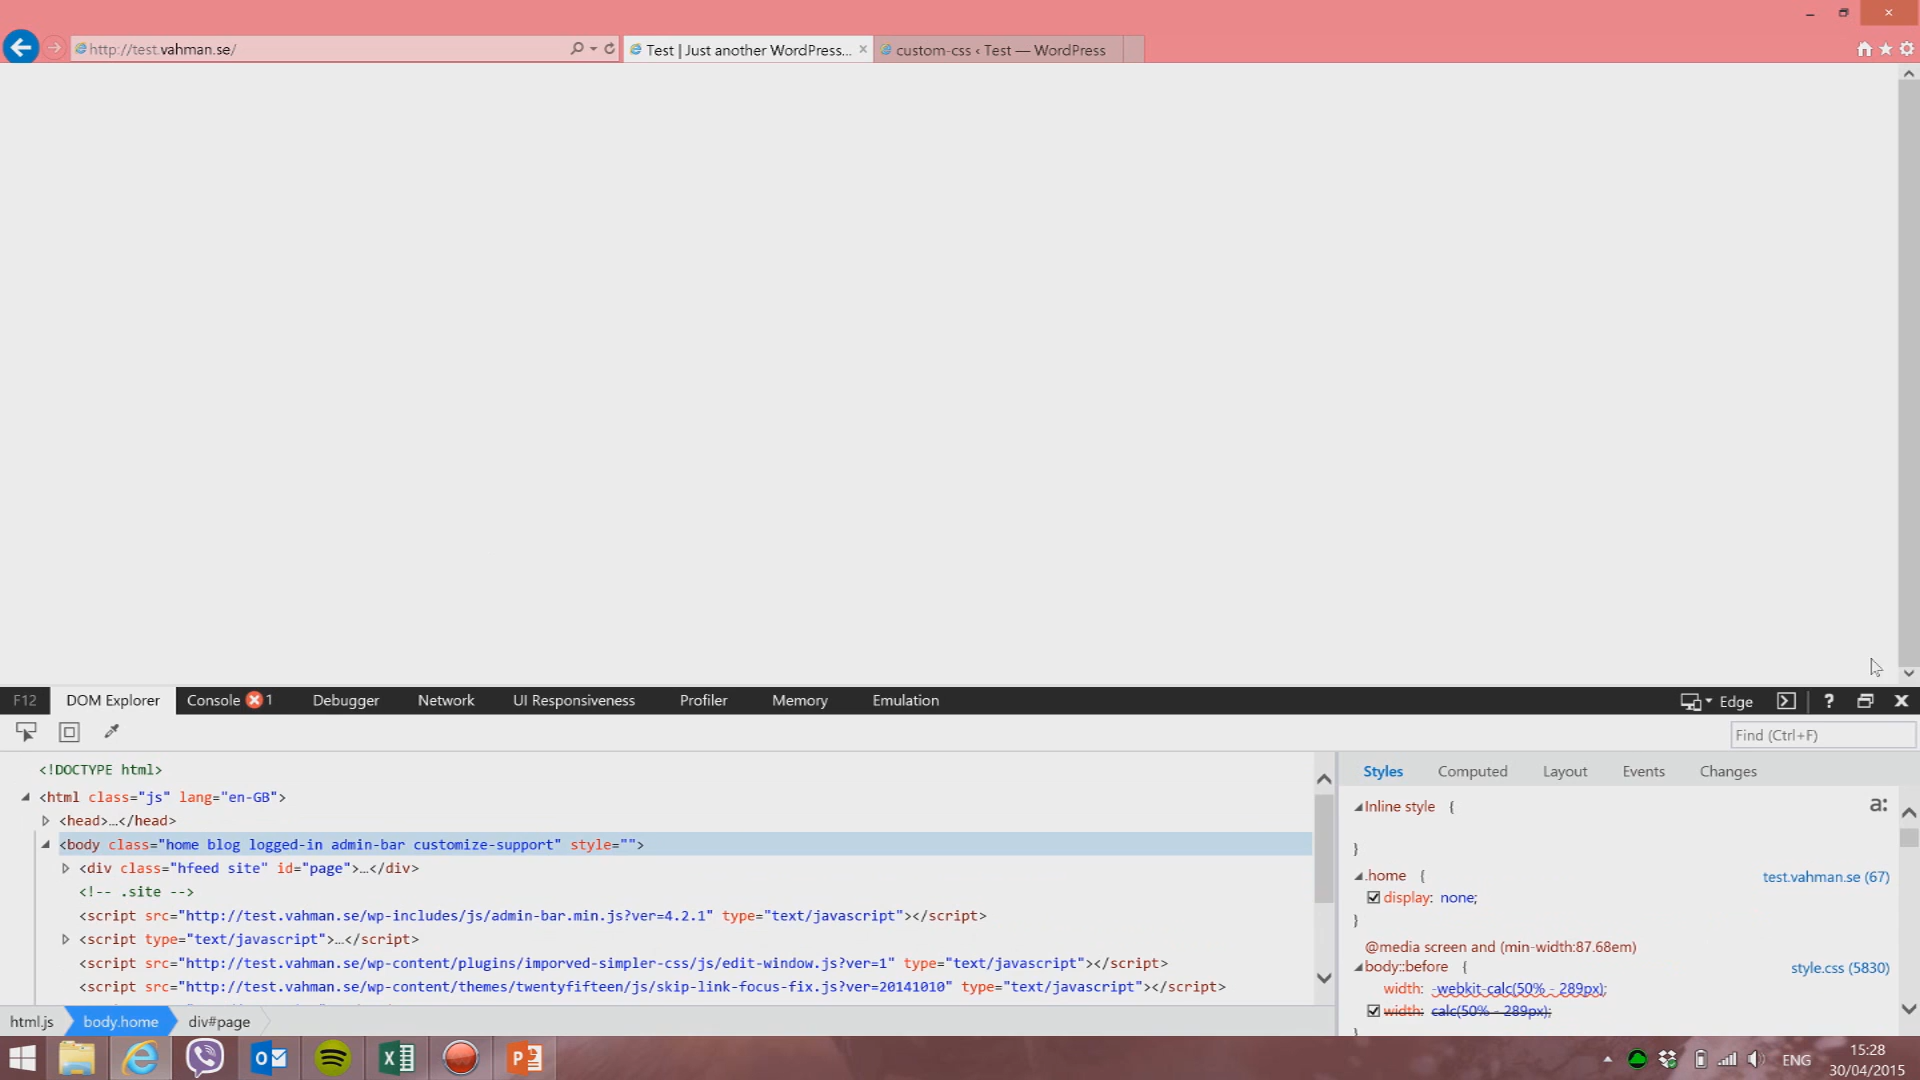 http://test.vahman.se/
Test | Just another WordPress...
custom-css ‹ Test — WordPress
F12
DOM Explorer
Console
1
Debugger
Network
UI Responsiveness
Profiler
Memory
Emulation
Edge
?
Find (Ctrl+F)
<!DOCTYPE html>
<html class="js" lang="en-GB">
<head>...</head>
<body class="home blog logged-in admin-bar customize-support" style="">
<div class="hfeed site" id="page">...</div>
<!-- .site -->
<script src="http://test.vahman.se/wp-includes/js/admin-bar.min.js?ver=4.2.1" type="text/javascript"></script>
<script type="text/javascript">...</script>
<script src="http://test.vahman.se/wp-content/plugins/imporved-simpler-css/js/edit-window.js?ver=1" type="text/javascript"></script>
<script src="http://test.vahman.se/wp-content/themes/twentyfifteen/js/skip-link-focus-fix.js?ver=20141010" type="text/javascript"></script>
html.js
body.home
div#page
Styles
Computed
Layout
Events
Changes
Inline style {
a:
}
.home {
test.vahman.se (67)
display: none;
}
@media screen and (min-width:87.68em)
body::before {
style.css (5830)
width: -webkit-calc(50% - 289px);
width: calc(50% - 289px);
}
ENG
15:28
30/04/2015